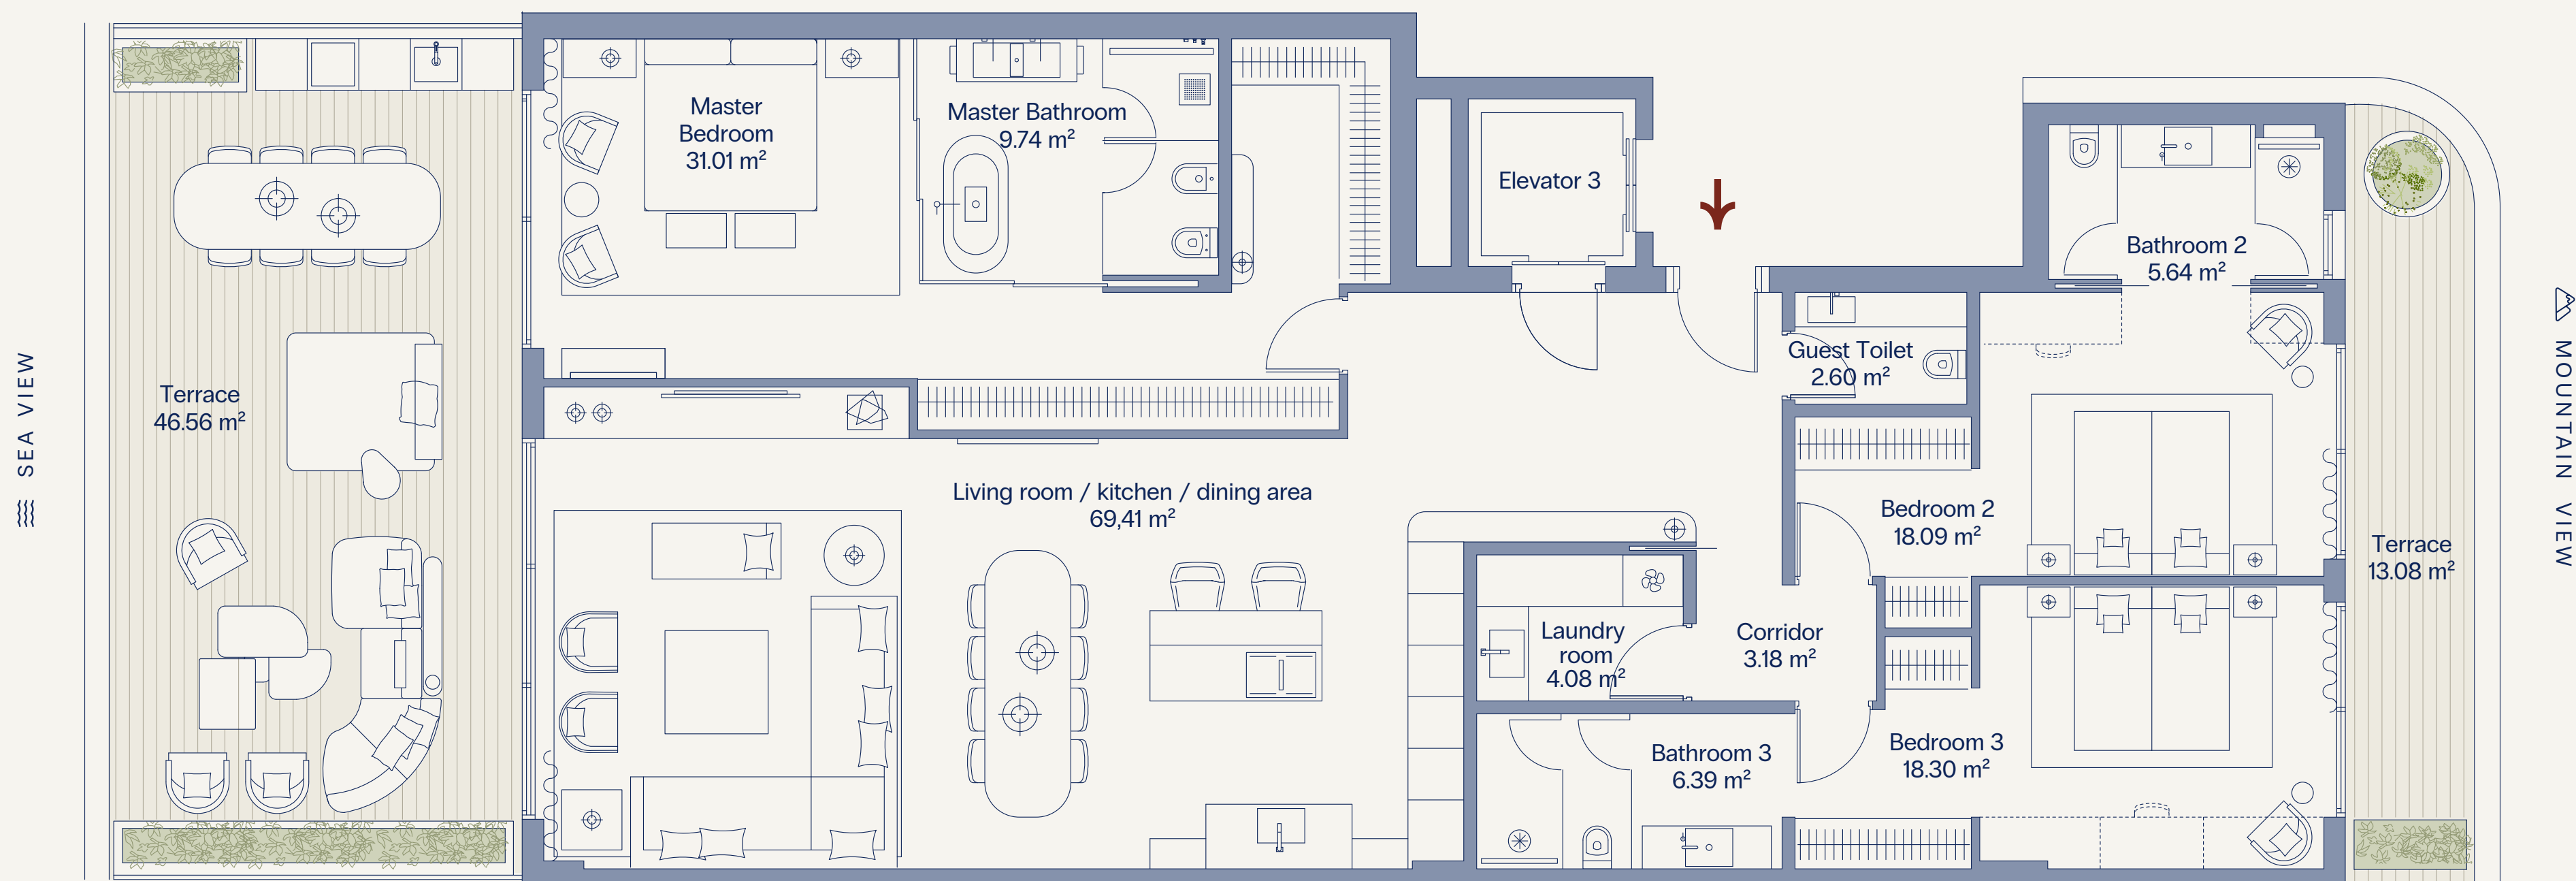 SEA VIEW
Terrace
46.56 m²
Master
Bedroom
31.01 m²
Master Bathroom
9.74 m²
Elevator 3
Living room / kitchen / dining area
69,41 m²
Guest Toilet
2.60 m²
Bathroom 2
5.64 m²
Bedroom 2
18.09 m²
Laundry
room
4.08 m²
Corridor
3.18 m²
Bathroom 3
6.39 m²
Bedroom 3
18.30 m²
Terrace
13.08 m²
MOUNTAIN VIEW